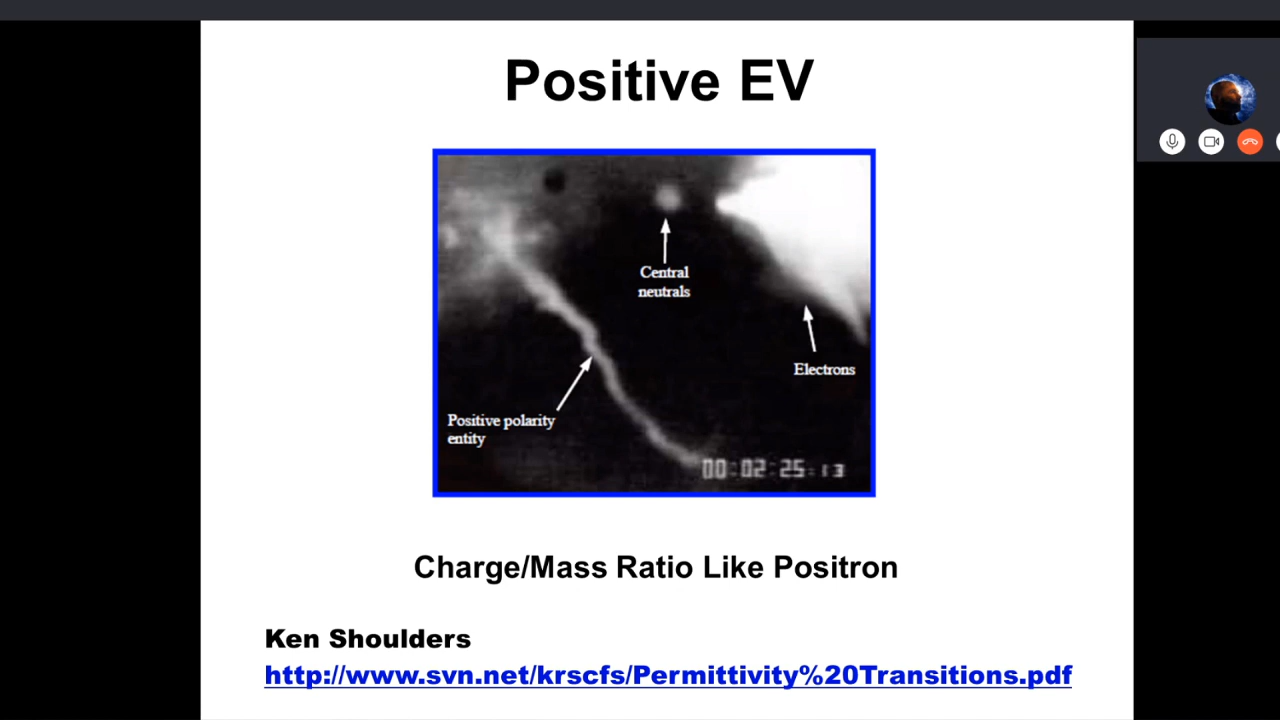 Positive EV
Central
neutrals
Electrons
Positive polarity
entity
00:02:25:13
Charge/Mass Ratio Like Positron
Ken Shoulders
http://www.svn.net/krscfs/Permittivity%20Transitions.pdf